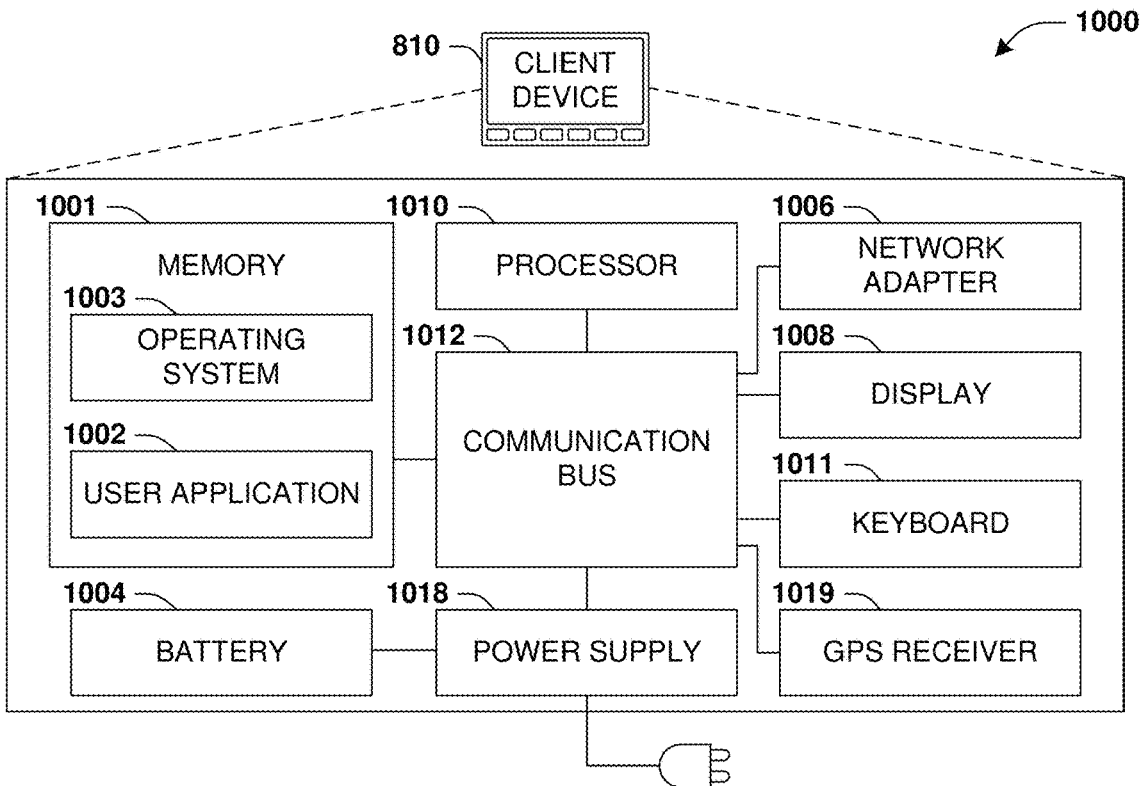 1000
810
CLIENT
DEVICE
1001
MEMORY
1003
OPERATING
SYSTEM
1002
USER APPLICATION
1004
BATTERY
1010
PROCESSOR
1012
COMMUNICATION
BUS
1018
POWER SUPPLY
1006
NETWORK
ADAPTER
1008
DISPLAY
1011
KEYBOARD
1019
GPS RECEIVER